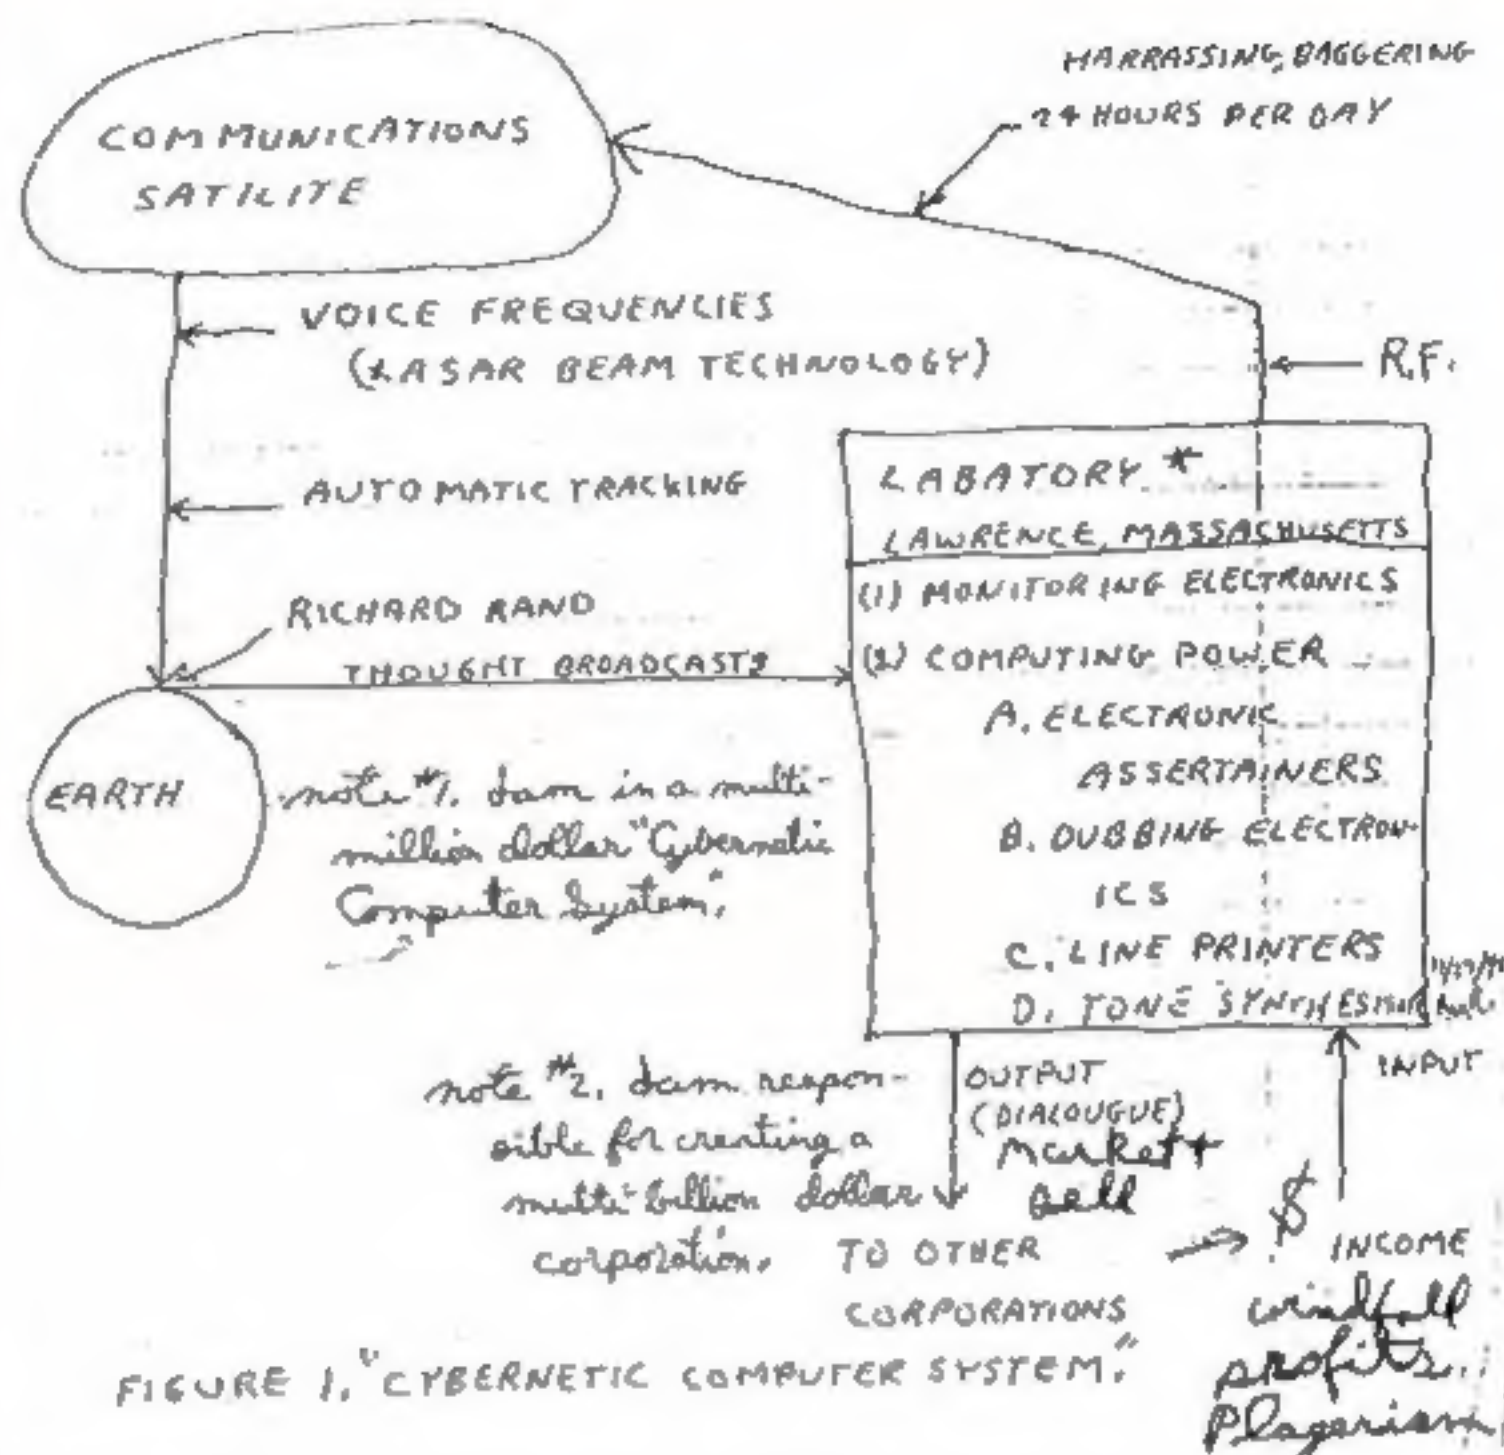 HARRASSING, BAGGERING
24 HOURS PER DAY
COMMUNICATIONS
SATILITE
VOICE FREQUENCIES
(LASAR BEAM TECHNOLOGY)
R.F.
AUTOMATIC TRACKING
LABATORY *
LAWRENCE, MASSACHUSETTS
(1) MONITORING ELECTRONICS
(2) COMPUTING POWER
A. ELECTRONIC
ASSERTAINERS
B. DUBBING ELECTRON-
ICS
C. LINE PRINTERS
D. TONE SYNTHESIZER
RICHARD RAND
THOUGHT BROADCASTS
EARTH
note #1. I am in a multi-
million dollar "Cybernetic
Computer System".
note #2. I am respon-
sible for creating a
multi-billion dollar
corporation.
OUTPUT
(DIALOUGUE)
market +
sell
TO OTHER
CORPORATIONS
INPUT
$
INCOME
windfall
profits.
Plagerism
FIGURE 1. "CYBERNETIC COMPUTER SYSTEM."